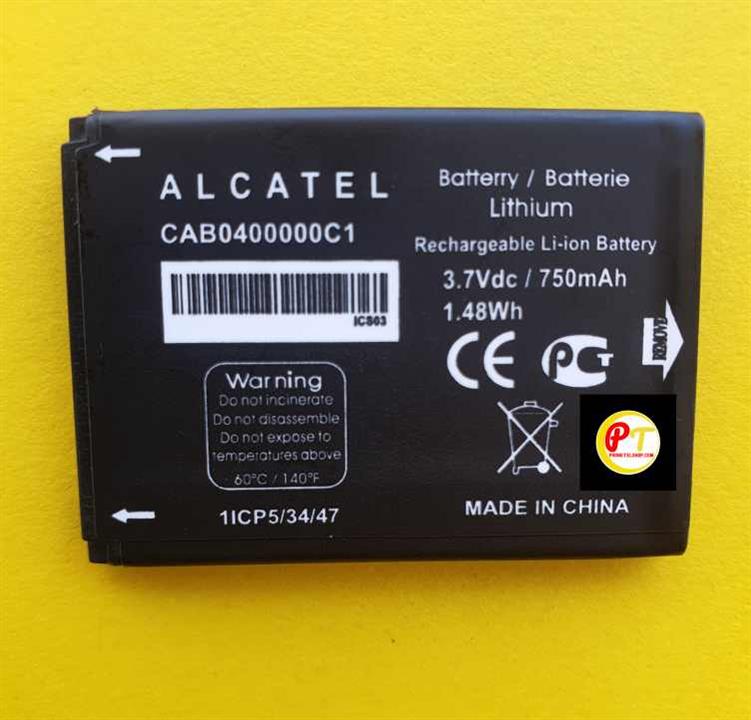 ALCATEL
CAB0400000C1
ICS03
Warning
Do not incinerate
Do not disassemble
Do not expose to
temperatures above
60°C / 140°F
1ICP5/34/47
Batterry / Batterie
Lithium
Rechargeable Li-ion Battery
3.7Vdc / 750mAh
1.48Wh
CE PCT
REMOVE
PT
MADE IN CHINA